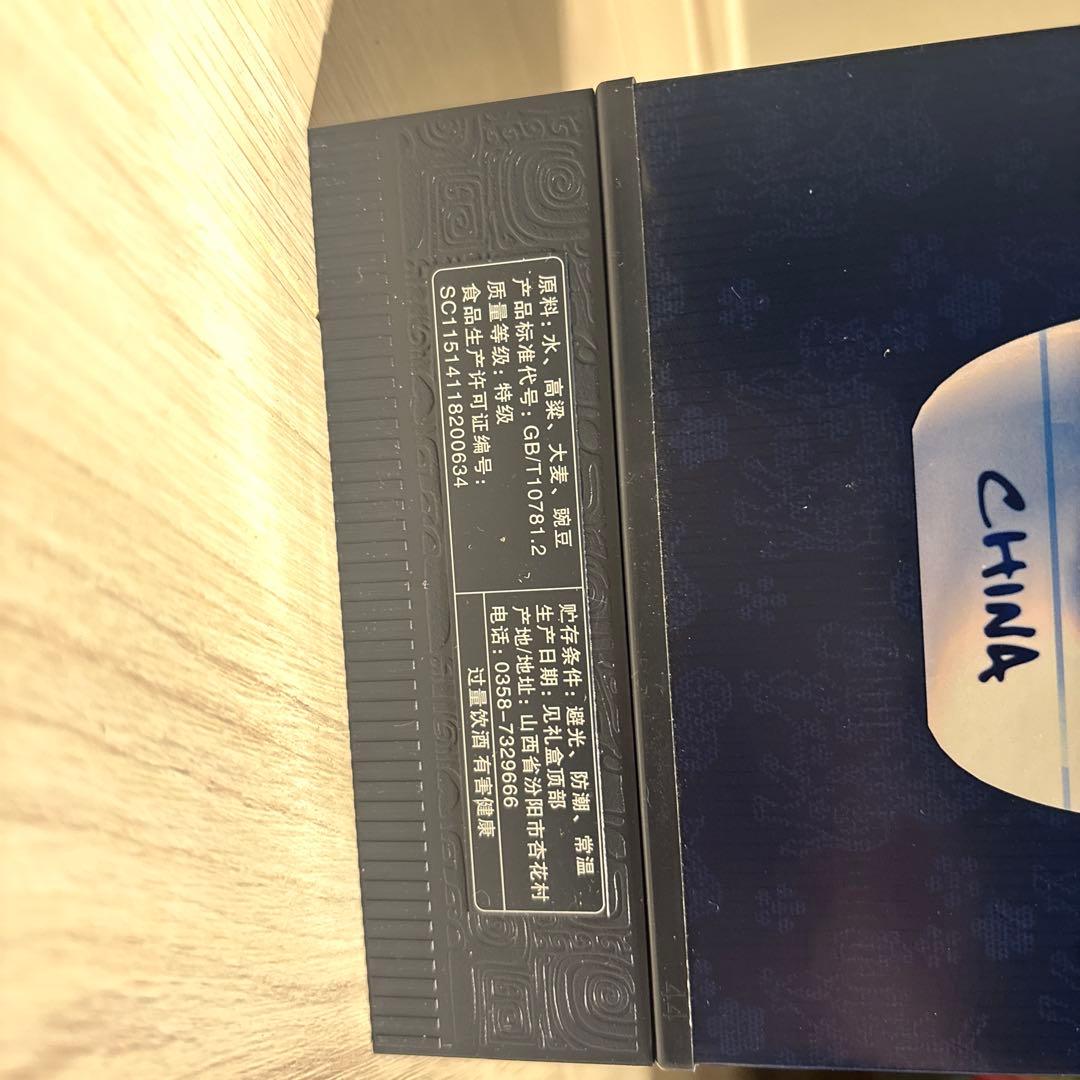 原料：水、高粱、大麦、豌豆
产品标准代号：GB/T10781.2
质量等级：特级
食品生产许可证编号：
SC11514118200634
贮存条件：避光、防潮、常温
生产日期：见礼盒顶部
产地/地址：山西省汾阳市杏花村
电话：0358-7329666
过量饮酒 有害健康
CHINA
44